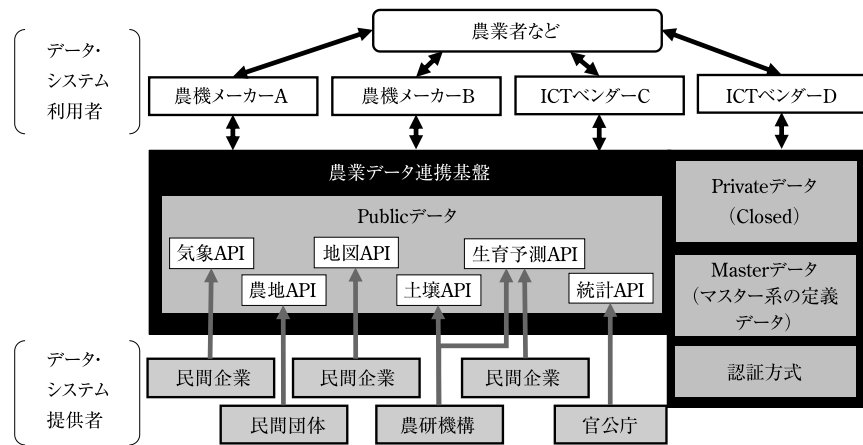 データ・
システム
利用者
農業者など
農機メーカーA
農機メーカーB
ICTベンダーC
ICTベンダーD
農業データ連携基盤
Publicデータ
気象API
地図API
生育予測API
農地API
土壌API
統計API
Privateデータ
（Closed）
Masterデータ
（マスター系の定義
データ）
認証方式
データ・
システム
提供者
民間企業
民間企業
民間企業
民間団体
農研機構
官公庁